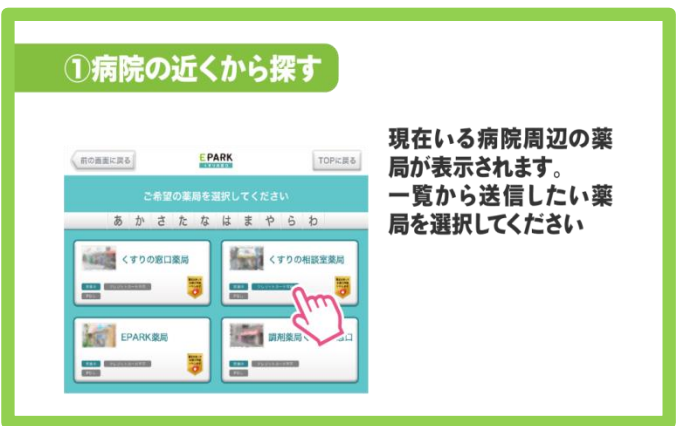 ①病院の近くから探す
前の画面に戻る
EPARK
TOPに戻る
ご希望の薬局を選択してください
あ か さ た な は ま や ら わ
くすりの窓口薬局
くすりの相談室薬局
EPARK薬局
調剤薬局く
口
現在いる病院周辺の薬
局が表示されます。
一覧から送信したい薬
局を選択してください